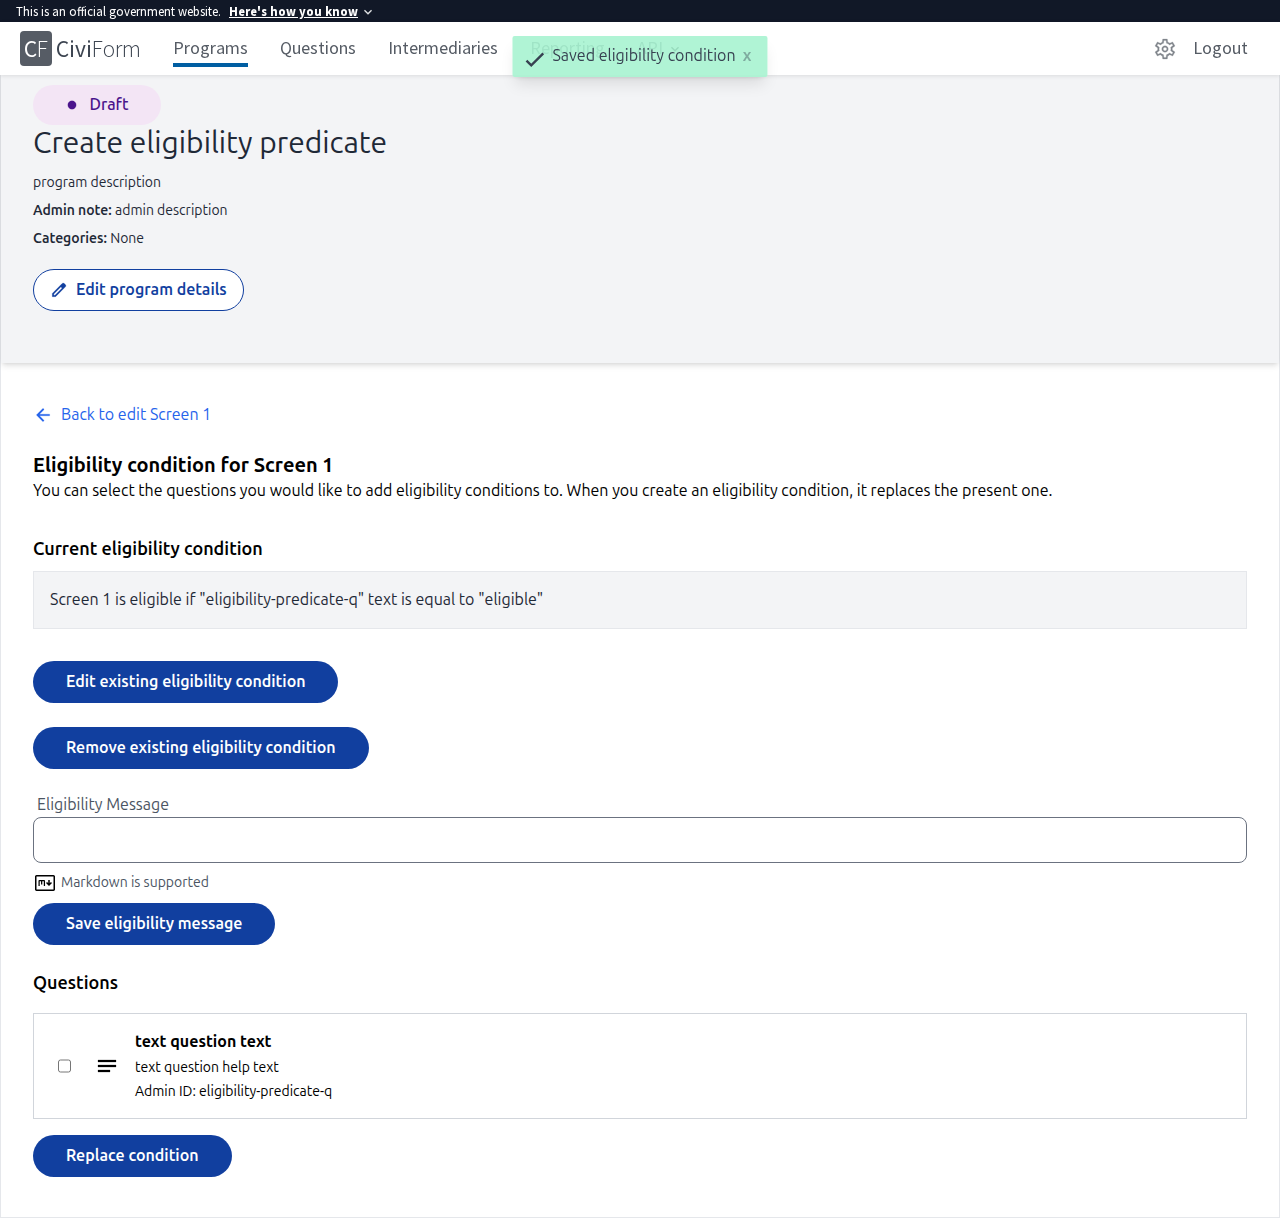 This is an official government website. Here's how you know
CF CiviForm Programs Questions Intermediaries Reporting API Logout
Saved eligibility condition x
Draft
Create eligibility predicate
program description
Admin note: admin description
Categories: None
Edit program details
Back to edit Screen 1
Eligibility condition for Screen 1
You can select the questions you would like to add eligibility conditions to. When you create an eligibility condition, it replaces the present one.
Current eligibility condition
Screen 1 is eligible if "eligibility-predicate-q" text is equal to "eligible"
Edit existing eligibility condition
Remove existing eligibility condition
Eligibility Message
Markdown is supported
Save eligibility message
Questions
text question text
text question help text
Admin ID: eligibility-predicate-q
Replace condition